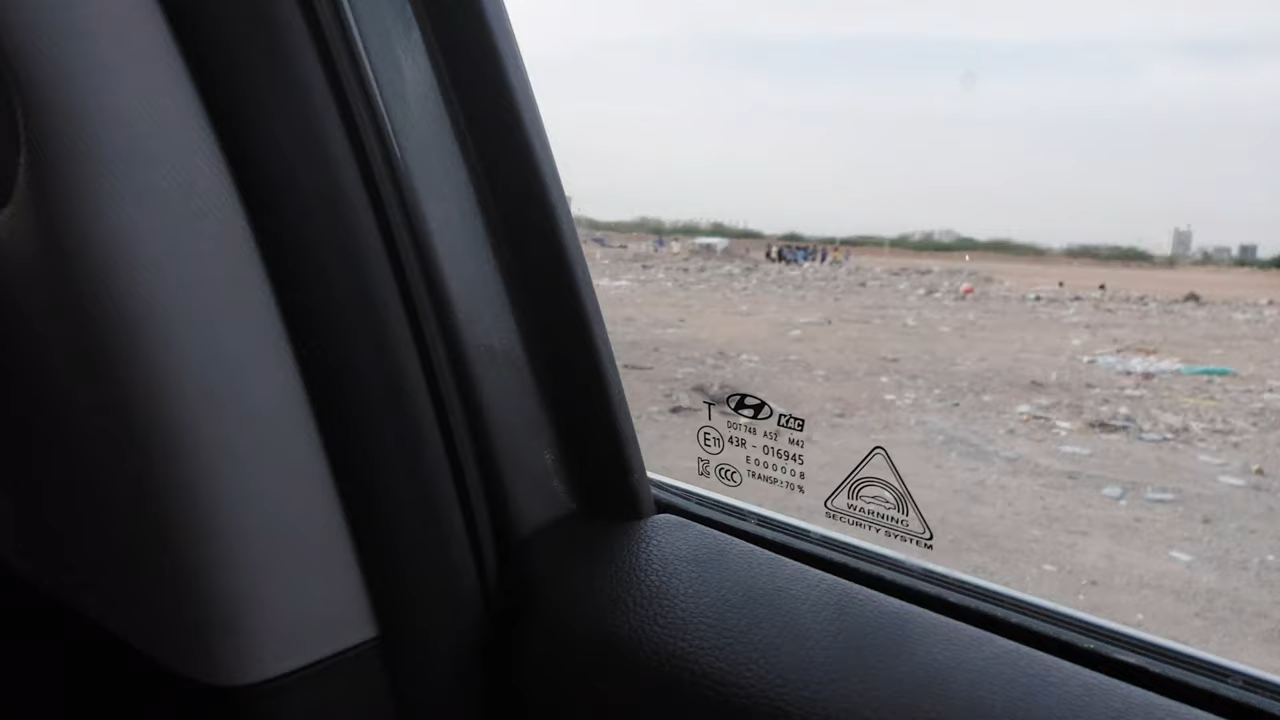 T
KAC
DOT748 AS2 M42
E11 43R - 016945
E000008
CCC TRANSP≥70 %
WARNING
SECURITY SYSTEM